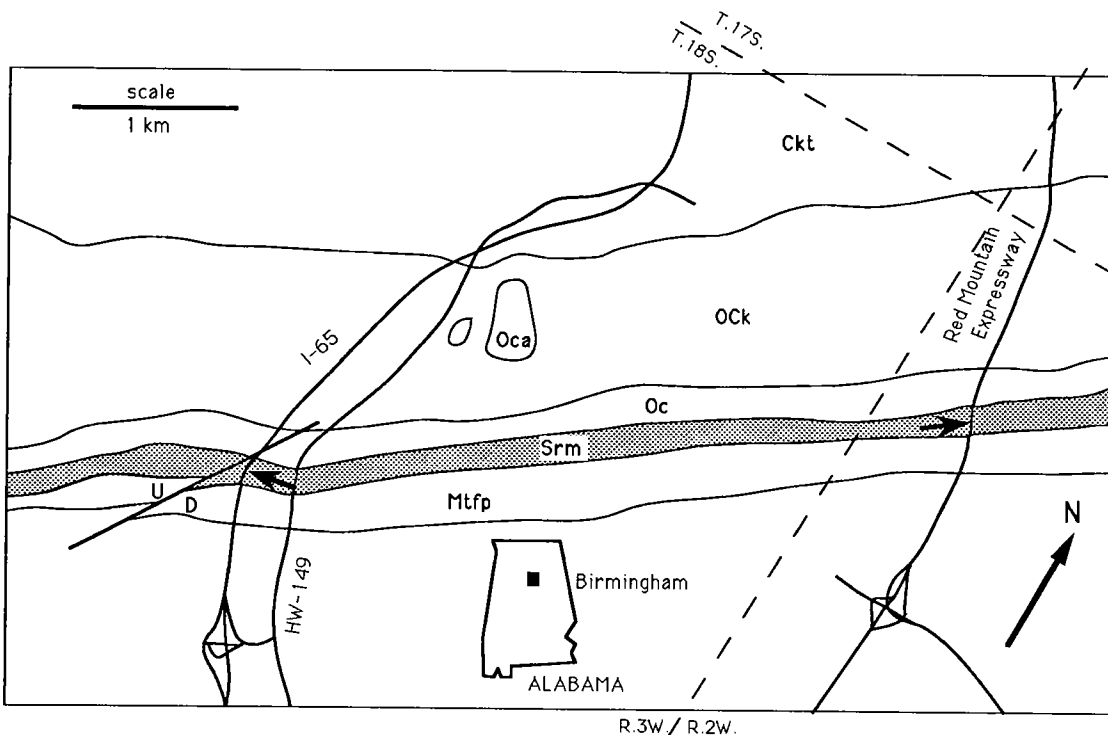 T.17S.
T.18S.
scale
1 km
Ckt
Red Mountain
Expressway
OCk
Oca
I-65
Oc
Srm
U
D
Mtfp
N
HW-149
Birmingham
ALABAMA
R.3W./ R.2W.